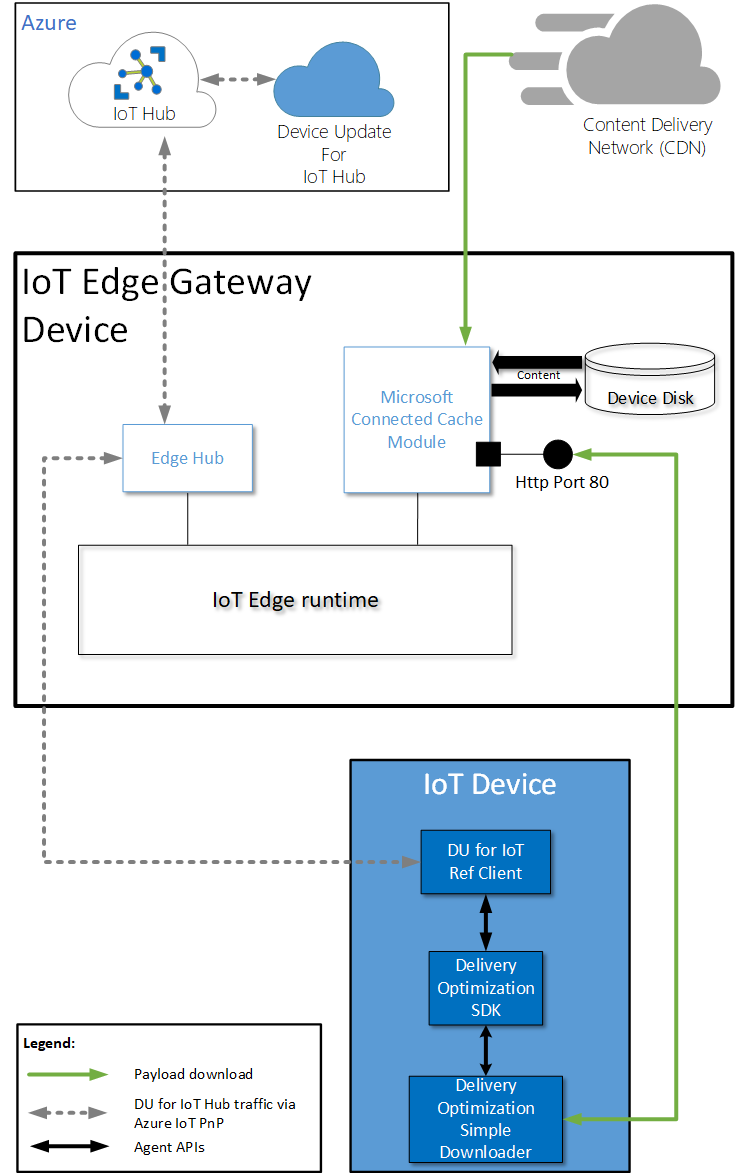 Azure
IoT Hub
Device Update
For
IoT Hub
Content Delivery
Network (CDN)
IoT Edge Gateway
Device
Microsoft
Connected Cache
Module
Content
Device Disk
Edge Hub
Http Port 80
IoT Edge runtime
IoT Device
DU for IoT
Ref Client
Delivery
Optimization
SDK
Delivery
Optimization
Simple
Downloader
Legend:
Payload download
DU for IoT Hub traffic via
Azure IoT PnP
Agent APIs